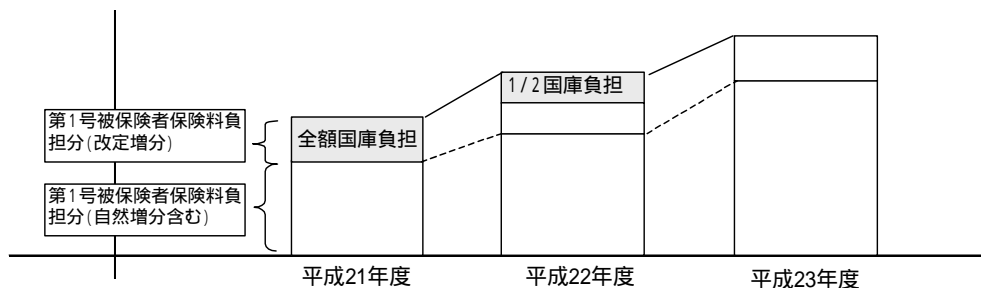 1/2国庫負担
全額国庫負担
第1号被保険者保険料負
担分(改定増分)
第1号被保険者保険料負
担分(自然増分含む)
平成21年度
平成22年度
平成23年度